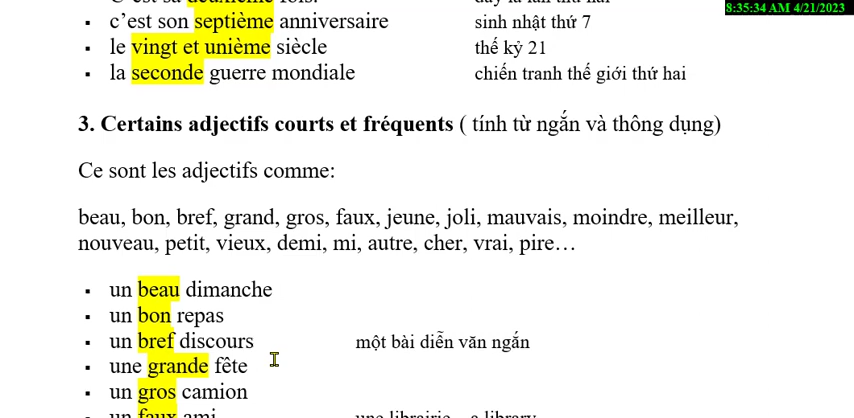 8:35:34 AM 4/21/2023
c’est son septième anniversaire sinh nhật thứ 7
le vingt et unième siècle thế kỷ 21
la seconde guerre mondiale chiến tranh thế giới thứ hai
3. Certains adjectifs courts et fréquents ( tính từ ngắn và thông dụng)
Ce sont les adjectifs comme:
beau, bon, bref, grand, gros, faux, jeune, joli, mauvais, moindre, meilleur,
nouveau, petit, vieux, demi, mi, autre, cher, vrai, pire…
un beau dimanche
un bon repas
un bref discours một bài diễn văn ngắn
une grande fête
un gros camion
un faux ami